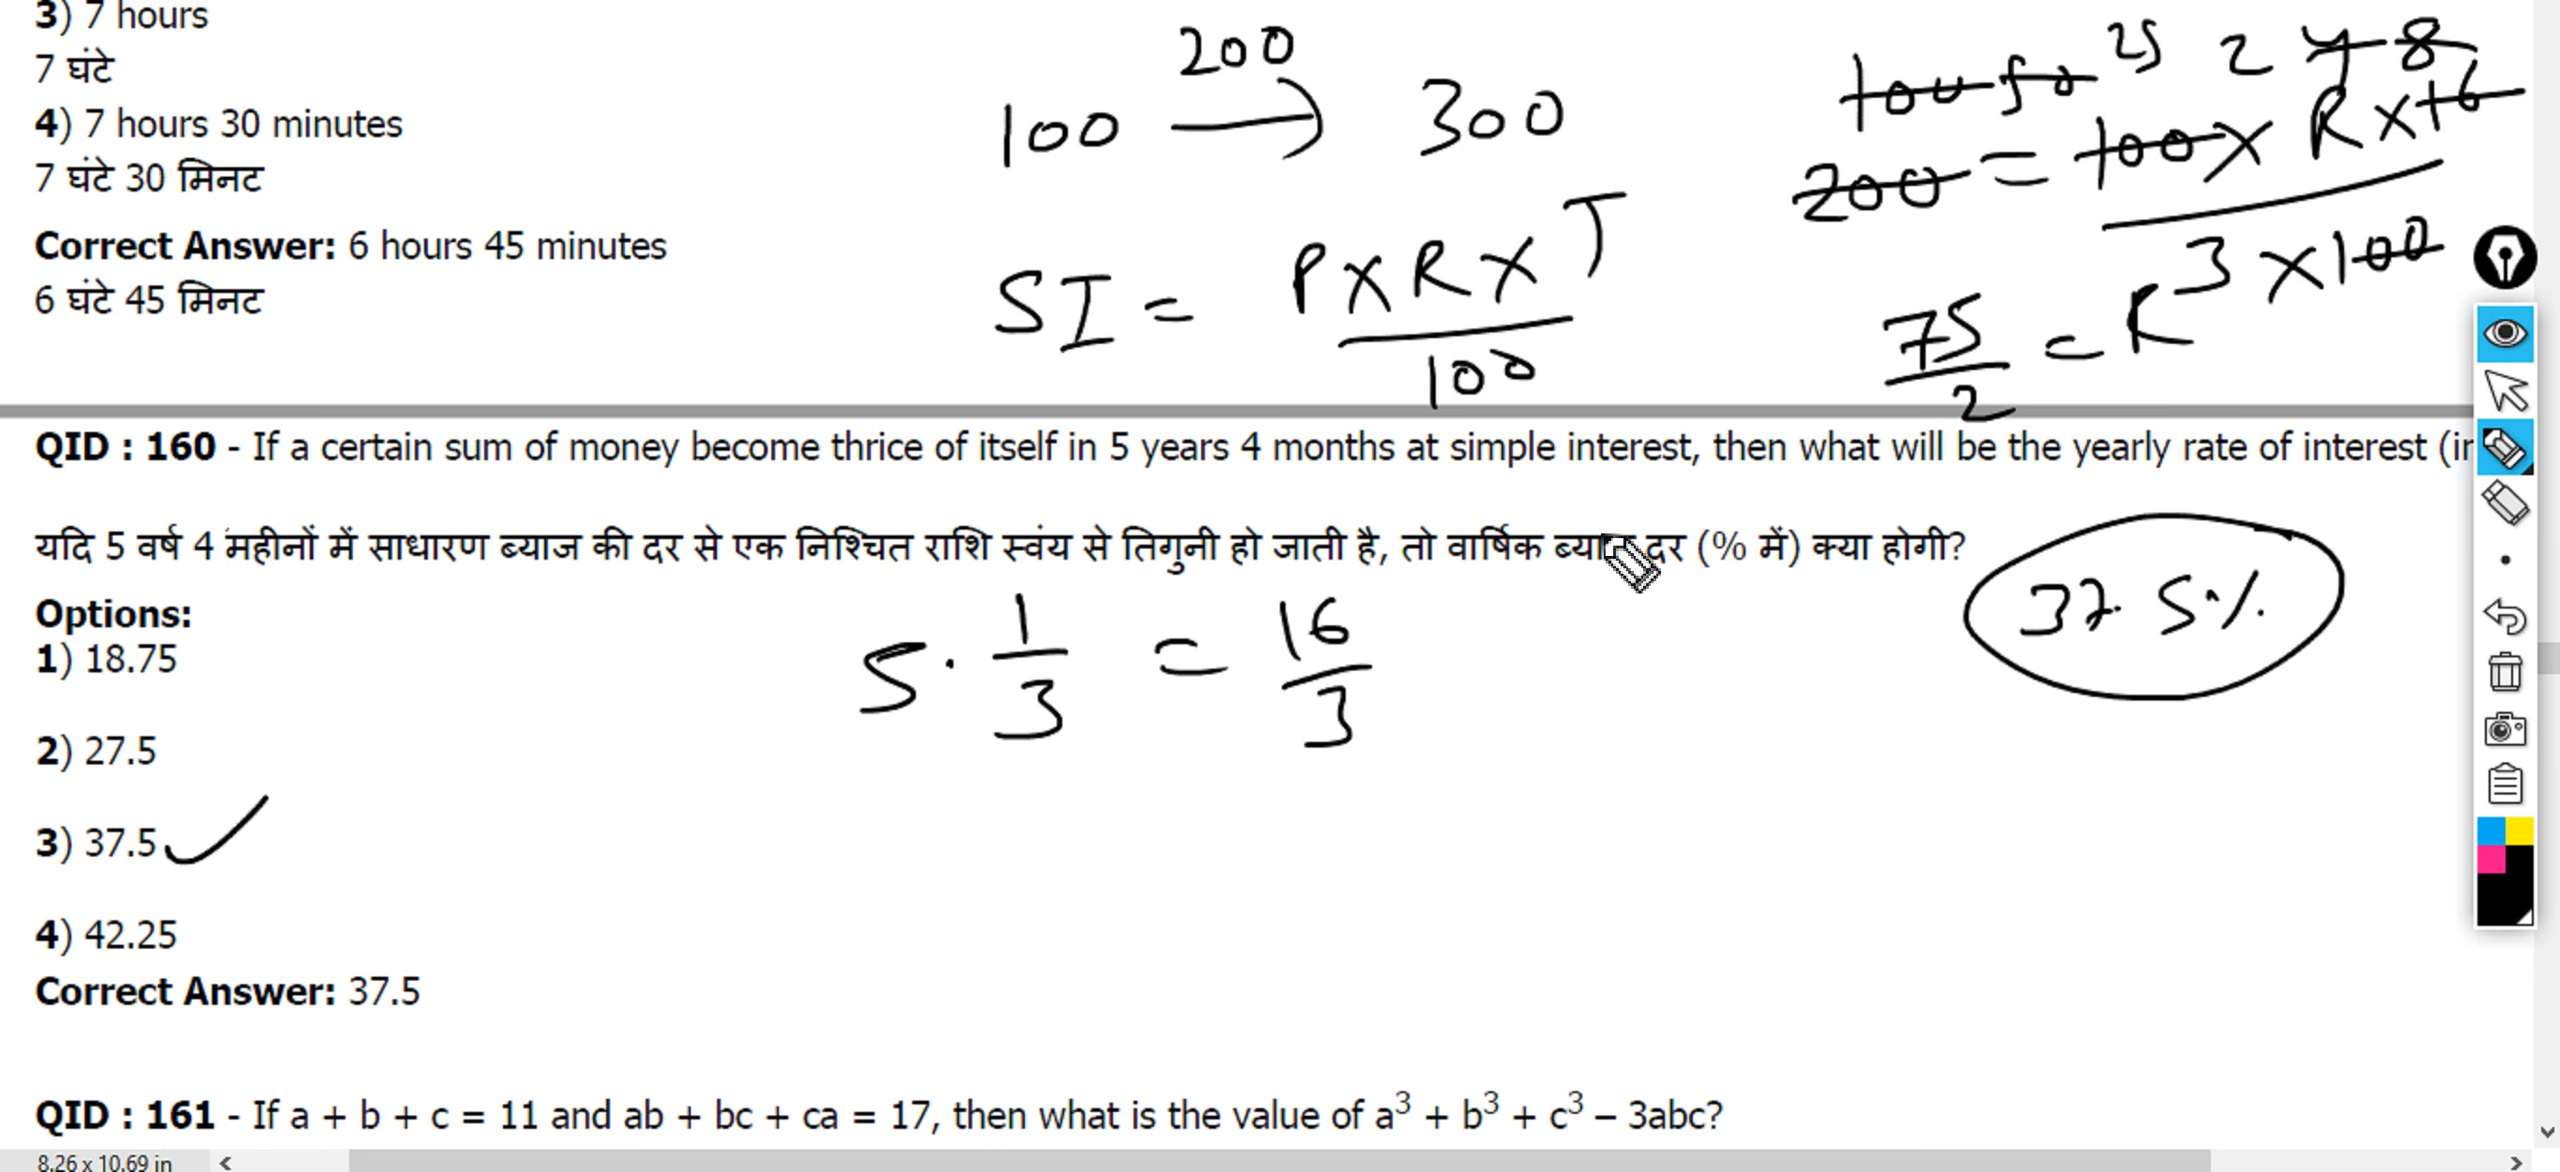 3) 7 hours
7 घंटे
4) 7 hours 30 minutes
7 घंटे 30 मिनट
Correct Answer: 6 hours 45 minutes
6 घंटे 45 मिनट
200
100 → 300
SI = P X R X T
100
100 50 25 2 4 8
200 = 100 X R X 16
3 X 100
75 = R
2
QID : 160 - If a certain sum of money become thrice of itself in 5 years 4 months at simple interest, then what will be the yearly rate of interest (in
यदि 5 वर्ष 4 महीनों में साधारण ब्याज की दर से एक निश्चित राशि स्वंय से तिगुनी हो जाती है, तो वार्षिक दर (% में) क्या होगी?
37.5%
Options:
1) 18.75
5. 1 = 16
3 3
2) 27.5
3) 37.5
4) 42.25
Correct Answer: 37.5
QID : 161 - If a + b + c = 11 and ab + bc + ca = 17, then what is the value of a³ + b³ + c³ – 3abc?
8.26 x 10.69 in